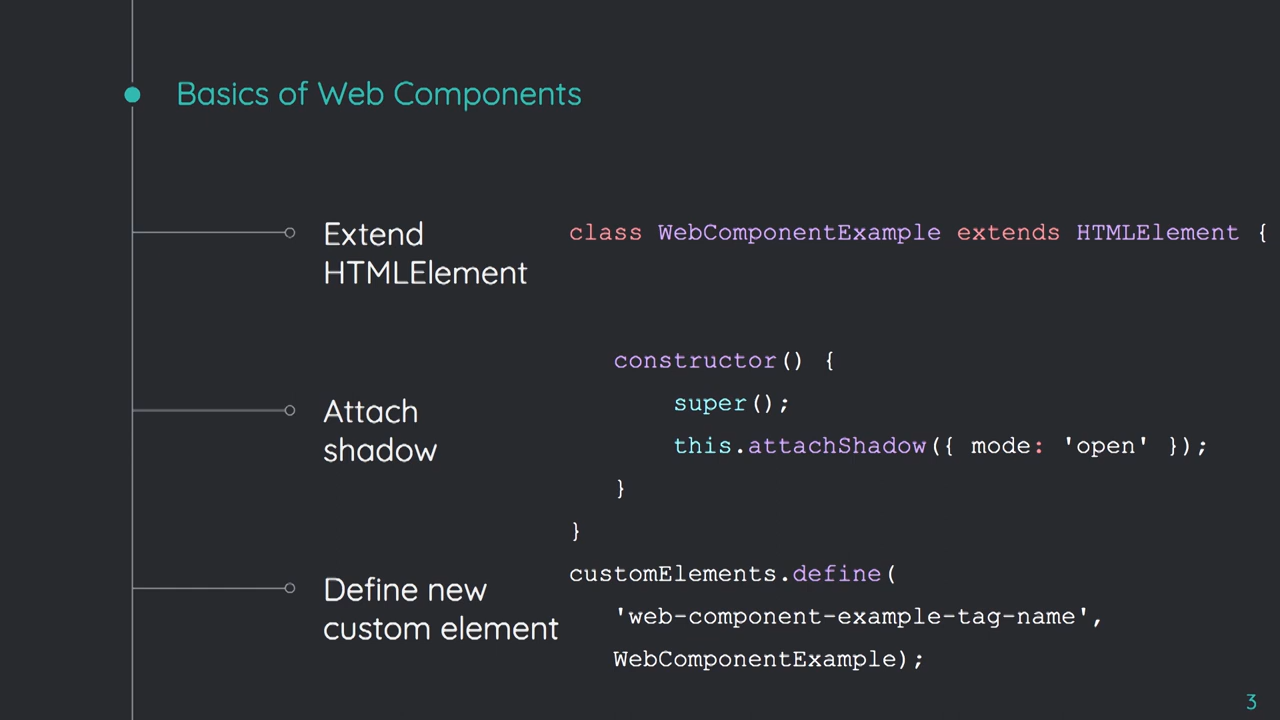 Basics of Web Components
Extend
HTMLElement
class WebComponentExample extends HTMLElement {
Attach
shadow
constructor() {
super();
this.attachShadow({ mode: 'open' });
}
}
Define new
custom element
customElements.define(
'web-component-example-tag-name',
WebComponentExample);
3